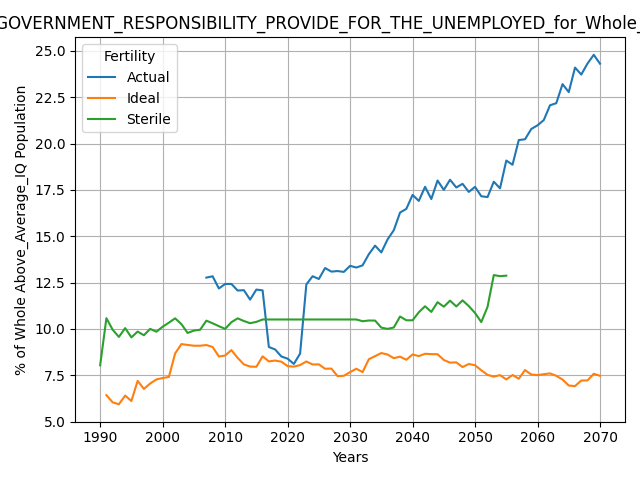 GOVERNMENT_RESPONSIBILITY_PROVIDE_FOR_THE_UNEMPLOYED_for_Whole_
Fertility
Actual
Ideal
Sterile
25.0
22.5
20.0
17.5
15.0
12.5
10.0
7.5
5.0
% of Whole Above_Average_IQ Population
1990 2000 2010 2020 2030 2040 2050 2060 2070
Years